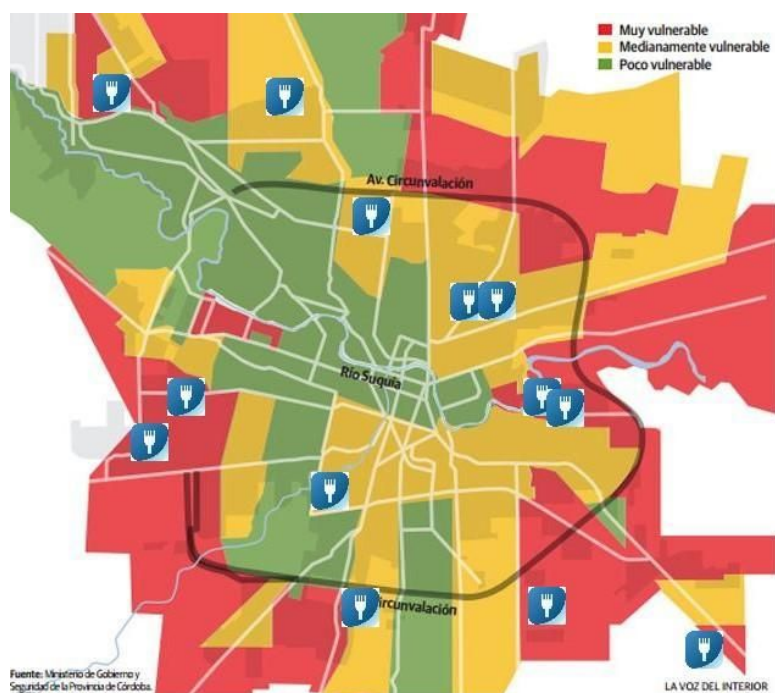 Muy vulnerable
Medianamente vulnerable
Poco vulnerable
Av. Circunvalación
Río Suquía
Circunvalación
Fuente: Ministerio de Gobierno y
Seguridad de la Provincia de Córdoba.
LA VOZ DEL INTERIOR